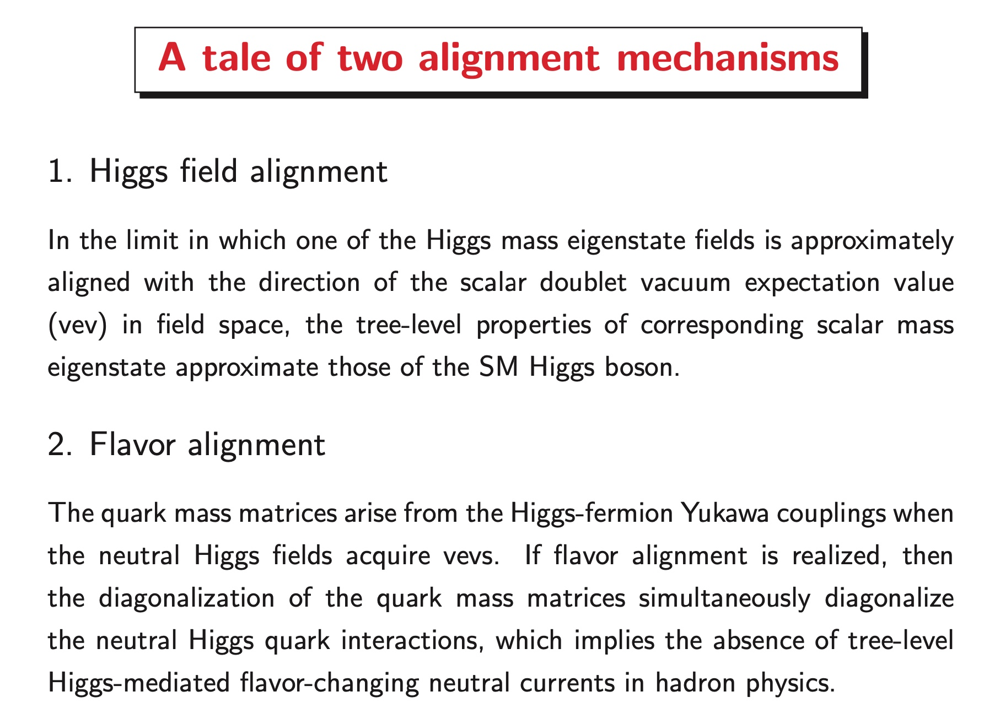 A tale of two alignment mechanisms
1. Higgs field alignment
In the limit in which one of the Higgs mass eigenstate fields is approximately
aligned with the direction of the scalar doublet vacuum expectation value
(vev) in field space, the tree-level properties of corresponding scalar mass
eigenstate approximate those of the SM Higgs boson.
2. Flavor alignment
The quark mass matrices arise from the Higgs-fermion Yukawa couplings when
the neutral Higgs fields acquire vevs. If flavor alignment is realized, then
the diagonalization of the quark mass matrices simultaneously diagonalize
the neutral Higgs quark interactions, which implies the absence of tree-level
Higgs-mediated flavor-changing neutral currents in hadron physics.